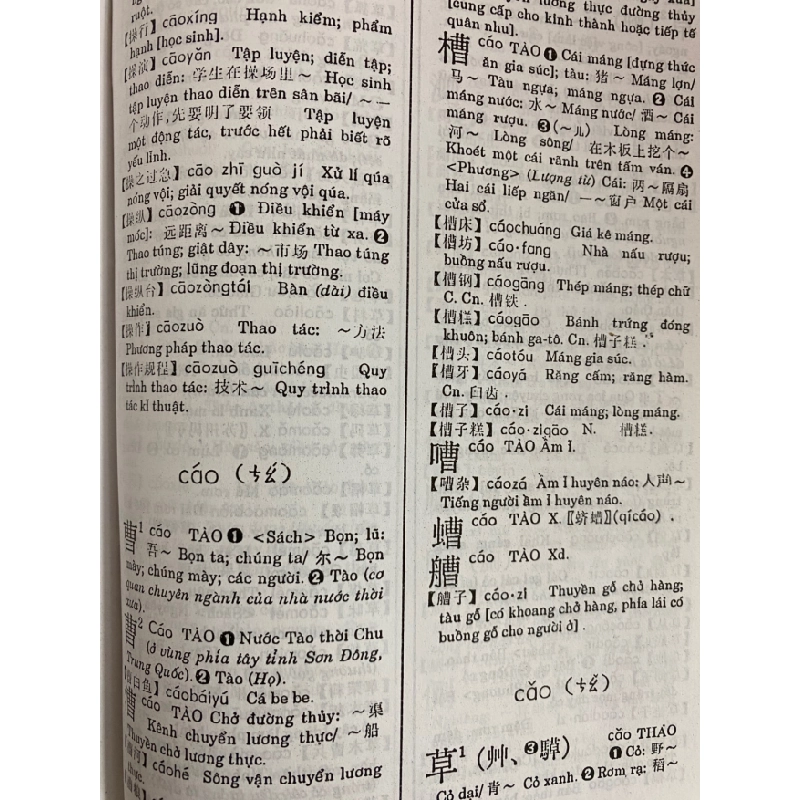 ruột.
【操行】cāoxíng Hạnh kiểm; phẩm
hạnh [học sinh].
【操演】cāoyǎn Tập luyện; diễn tập;
thao diễn: 学生在操场里～ Học sinh
tập luyện thao diễn trên sân bãi/ ～一
个动作,先要明了要领 Tập luyện
một động tác, trước hết phải biết rõ
yếu lĩnh.
【操之过急】cāo zhī guò jí Xử lí qúa
nóng vội; giải quyết nóng vội qúa.
【操纵】cāozòng ❶ Điều khiển [máy
móc]: 远距离～ Điều khiển từ xa. ❷
Thao túng; giật dây: ～市场 Thao túng
thị trường; lũng đoạn thị trường.
【操纵台】cāozòngtái Bàn (đài) điều
khiển.
【操作】cāozuò Thao tác: ～方法
Phương pháp thao tác.
【操作规程】cāozuò guīchéng Quy
trình thao tác: 技术～ Quy trình thao
tác kĩ thuật.
cáo (ㄘㄠˊ)
曹¹ cáo TÀO ❶ <Sách> Bọn; lũ:
吾～ Bọn ta; chúng ta/ 尔～ Bọn
mày; chúng mày; các người. ❷ Tào (cơ
quan chuyên ngành của nhà nước thời
xưa).
曹² Cáo TÀO ❶ Nước Tào thời Chu
(ở vùng phía tây tỉnh Sơn Đông,
Trung Quốc). ❷ Tào (Họ).
【曹白鱼】cáobáiyú Cá be be.
漕 cáo TÀO Chở đường thủy: ～渠
Kênh chuyển lương thực/ ～船
Thuyền chở lương thực.
【漕河】cáohé Sông vận chuyển lương
thực.
cung cấp cho kinh thành hoặc tiếp tế
quân nhu].
槽 cáo TÀO ❶ Cái máng [đựng thức
ăn gia súc]; tàu: 猪～ Máng lợn/
马～ Tàu ngựa; máng ngựa. ❷ Cái
máng nước: 水～ Máng nước/ 酒～ Cái
máng rượu. ❸ (～儿) Lòng máng:
河～ Lòng sông/ 在木板上挖个～
Khoét một cái rãnh trên tấm ván. ❹
<Phương> (Lượng từ) Cái: 两～隔扇
Hai cái liếp ngăn/ 一～窗户 Một cái
cửa sổ.
【槽床】cáochuáng Giá kê máng.
【槽坊】cáo·fang Nhà nấu rượu;
buồng nấu rượu.
【槽钢】cáogāng Thép máng; thép chữ
C. Cn. 槽铁.
【槽糕】cáogāo Bánh trứng đóng
khuôn; bánh ga-tô. Cn. 槽子糕.
【槽头】cáotóu Máng gia súc.
【槽牙】cáoyá Răng cấm; răng hàm.
Cn. 臼齿.
【槽子】cáo·zi Cái máng; lòng máng.
【槽子糕】cáo·zigāo N. 槽糕.
嘈 cáo TÀO Ầm ĩ.
【嘈杂】cáozá Ầm ĩ huyên náo: 人声～
Tiếng người ầm ĩ huyên náo.
螬 cáo TÀO X.〖蛴螬〗(qícáo).
艚 cáo TÀO Xd.
【艚子】cáo·zi Thuyền gỗ chở hàng;
tàu gỗ [có khoang chở hàng, phía lái có
buồng gỗ cho người ở].
cǎo (ㄘㄠˇ)
草¹ (艸、❸騲) cǎo THẢO
❶ Cỏ: 野～
Cỏ dại/ 青～ Cỏ xanh. ❷ Rơm, rạ: 稻～